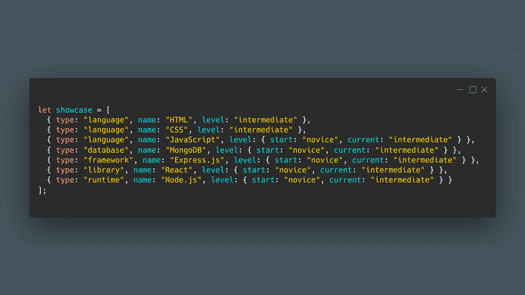 let showcase = [
{ type: "language", name: "HTML", level: "intermediate" },
{ type: "language", name: "CSS", level: "intermediate" },
{ type: "language", name: "JavaScript", level: { start: "novice", current: "intermediate" } },
{ type: "database", name: "MongoDB", level: { start: "novice", current: "intermediate" } },
{ type: "framework", name: "Express.js", level: { start: "novice", current: "intermediate" } },
{ type: "library", name: "React", level: { start: "novice", current: "intermediate" } },
{ type: "runtime", name: "Node.js", level: { start: "novice", current: "intermediate" } }
];